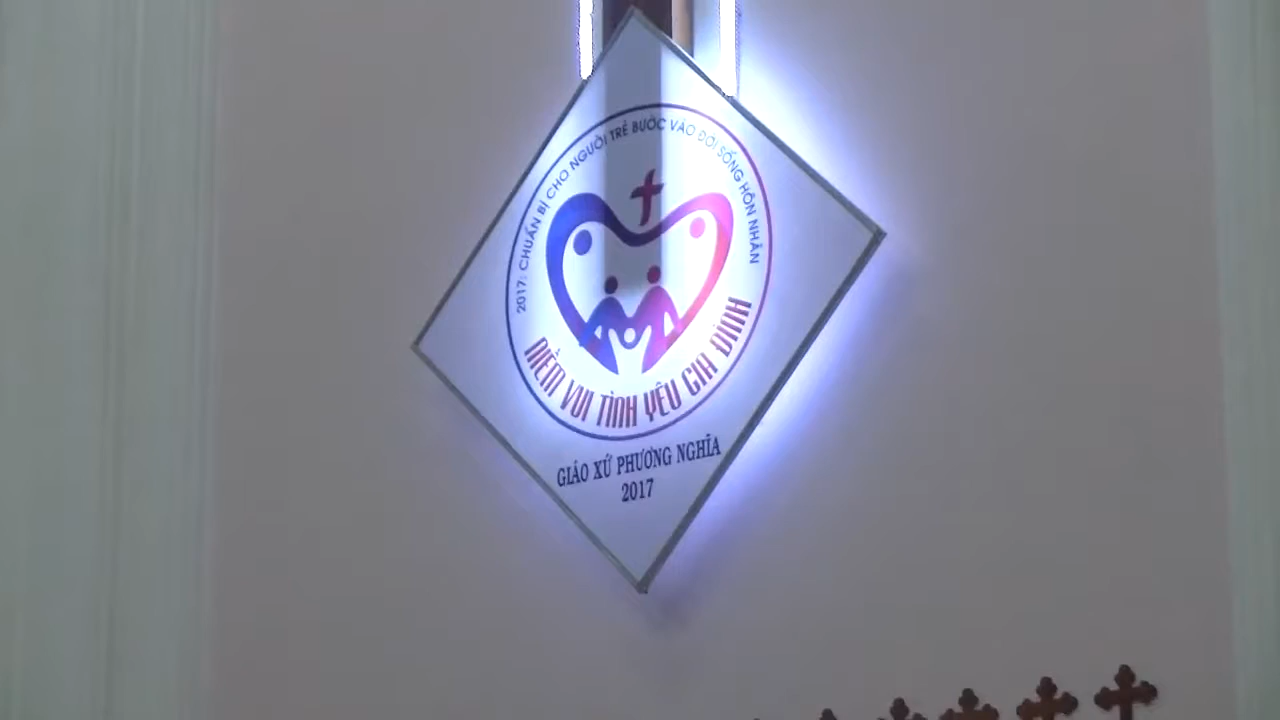 2017: CHUẨN BỊ CHO NGƯỜI TRẺ BƯỚC VÀO ĐỜI SỐNG HÔN NHÂN
NIỀM VUI TÌNH YÊU GIA ĐÌNH
GIÁO XỨ PHƯƠNG NGHĨA
2017